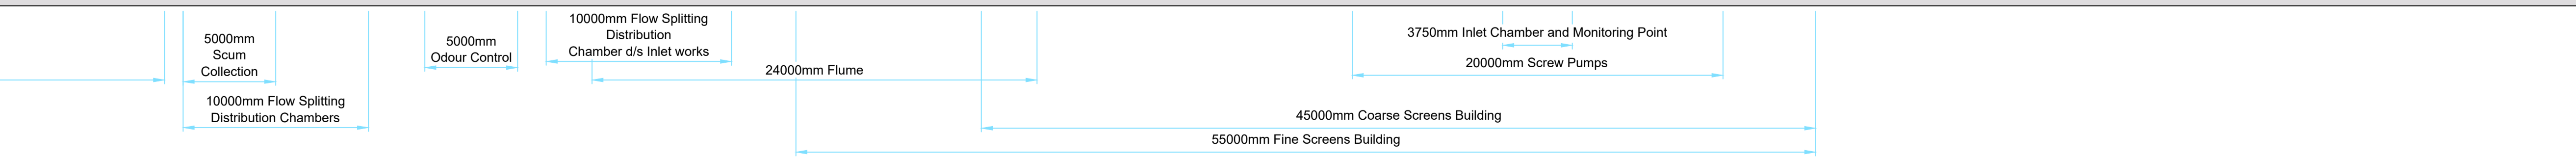 5000mm
Scum
Collection
10000mm Flow Splitting
Distribution Chambers
5000mm
Odour Control
10000mm Flow Splitting
Distribution
Chamber d/s Inlet works
24000mm Flume
3750mm Inlet Chamber and Monitoring Point
20000mm Screw Pumps
45000mm Coarse Screens Building
55000mm Fine Screens Building